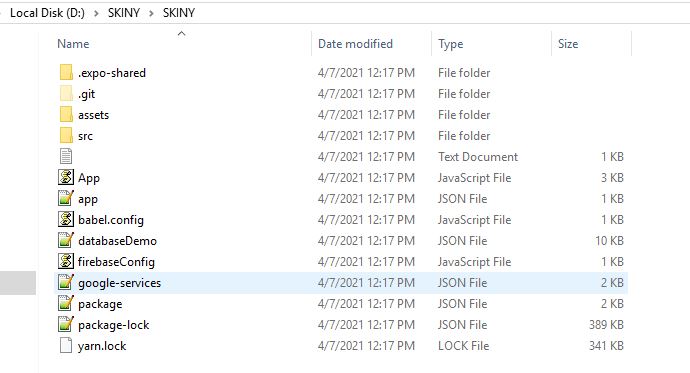 Local Disk (D:) > SKINY > SKINY
Name Date modified Type Size
.expo-shared 4/7/2021 12:17 PM File folder
.git 4/7/2021 12:17 PM File folder
assets 4/7/2021 12:17 PM File folder
src 4/7/2021 12:17 PM File folder
4/7/2021 12:17 PM Text Document 1 KB
App 4/7/2021 12:17 PM JavaScript File 3 KB
app 4/7/2021 12:17 PM JSON File 1 KB
babel.config 4/7/2021 12:17 PM JavaScript File 1 KB
databaseDemo 4/7/2021 12:17 PM JSON File 10 KB
firebaseConfig 4/7/2021 12:17 PM JavaScript File 1 KB
google-services 4/7/2021 12:17 PM JSON File 2 KB
package 4/7/2021 12:17 PM JSON File 2 KB
package-lock 4/7/2021 12:17 PM JSON File 389 KB
yarn.lock 4/7/2021 12:17 PM LOCK File 341 KB